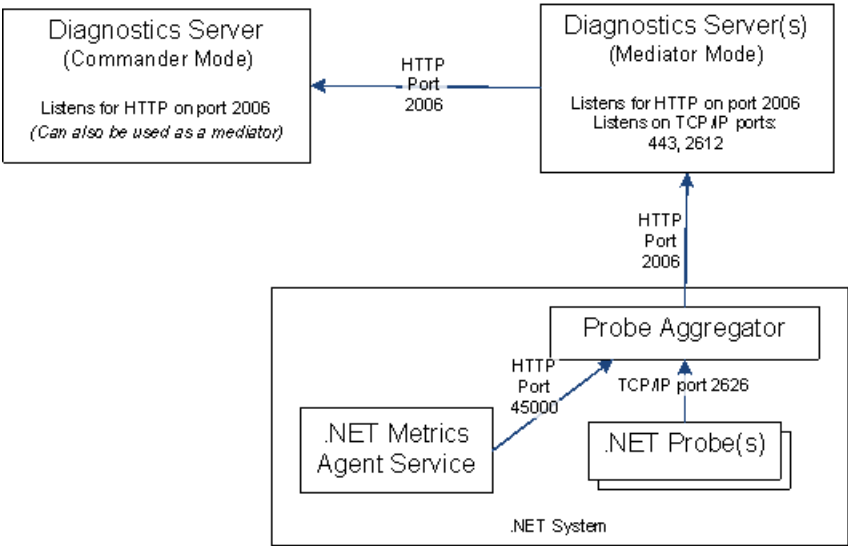 Diagnostics Server
(Commander Mode)
Listens for HTTP on port 2006
(Can also be used as a mediator)
HTTP
Port
2006
Diagnostics Server(s)
(Mediator Mode)
Listens for HTTP on port 2006
Listens on TCP/IP ports:
443, 2612
HTTP
Port
2006
Probe Aggregator
HTTP
Port
45000
TCP/IP port 2626
.NET Metrics
Agent Service
.NET Probe(s)
.NET System